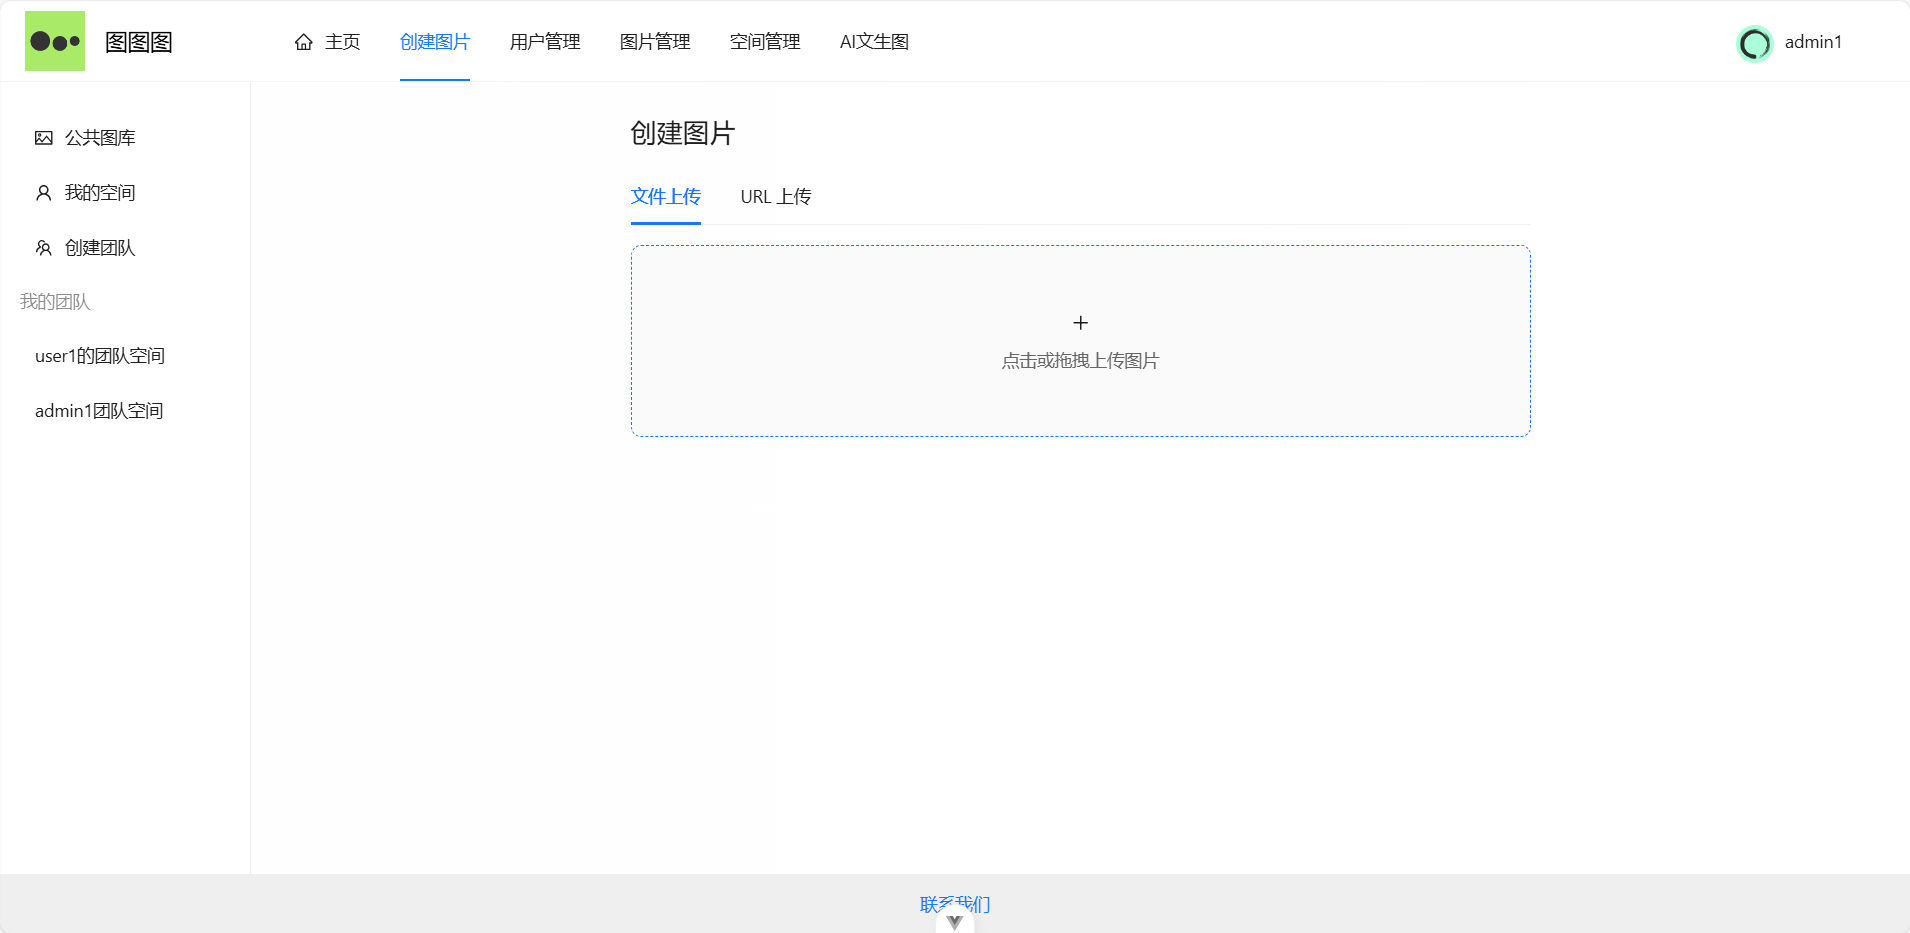 图图图
主页 创建图片 用户管理 图片管理 空间管理 AI文生图
admin1
公共图库
我的空间
创建团队
我的团队
user1的团队空间
admin1团队空间
创建图片
文件上传 URL 上传
点击或拖拽上传图片
联系我们